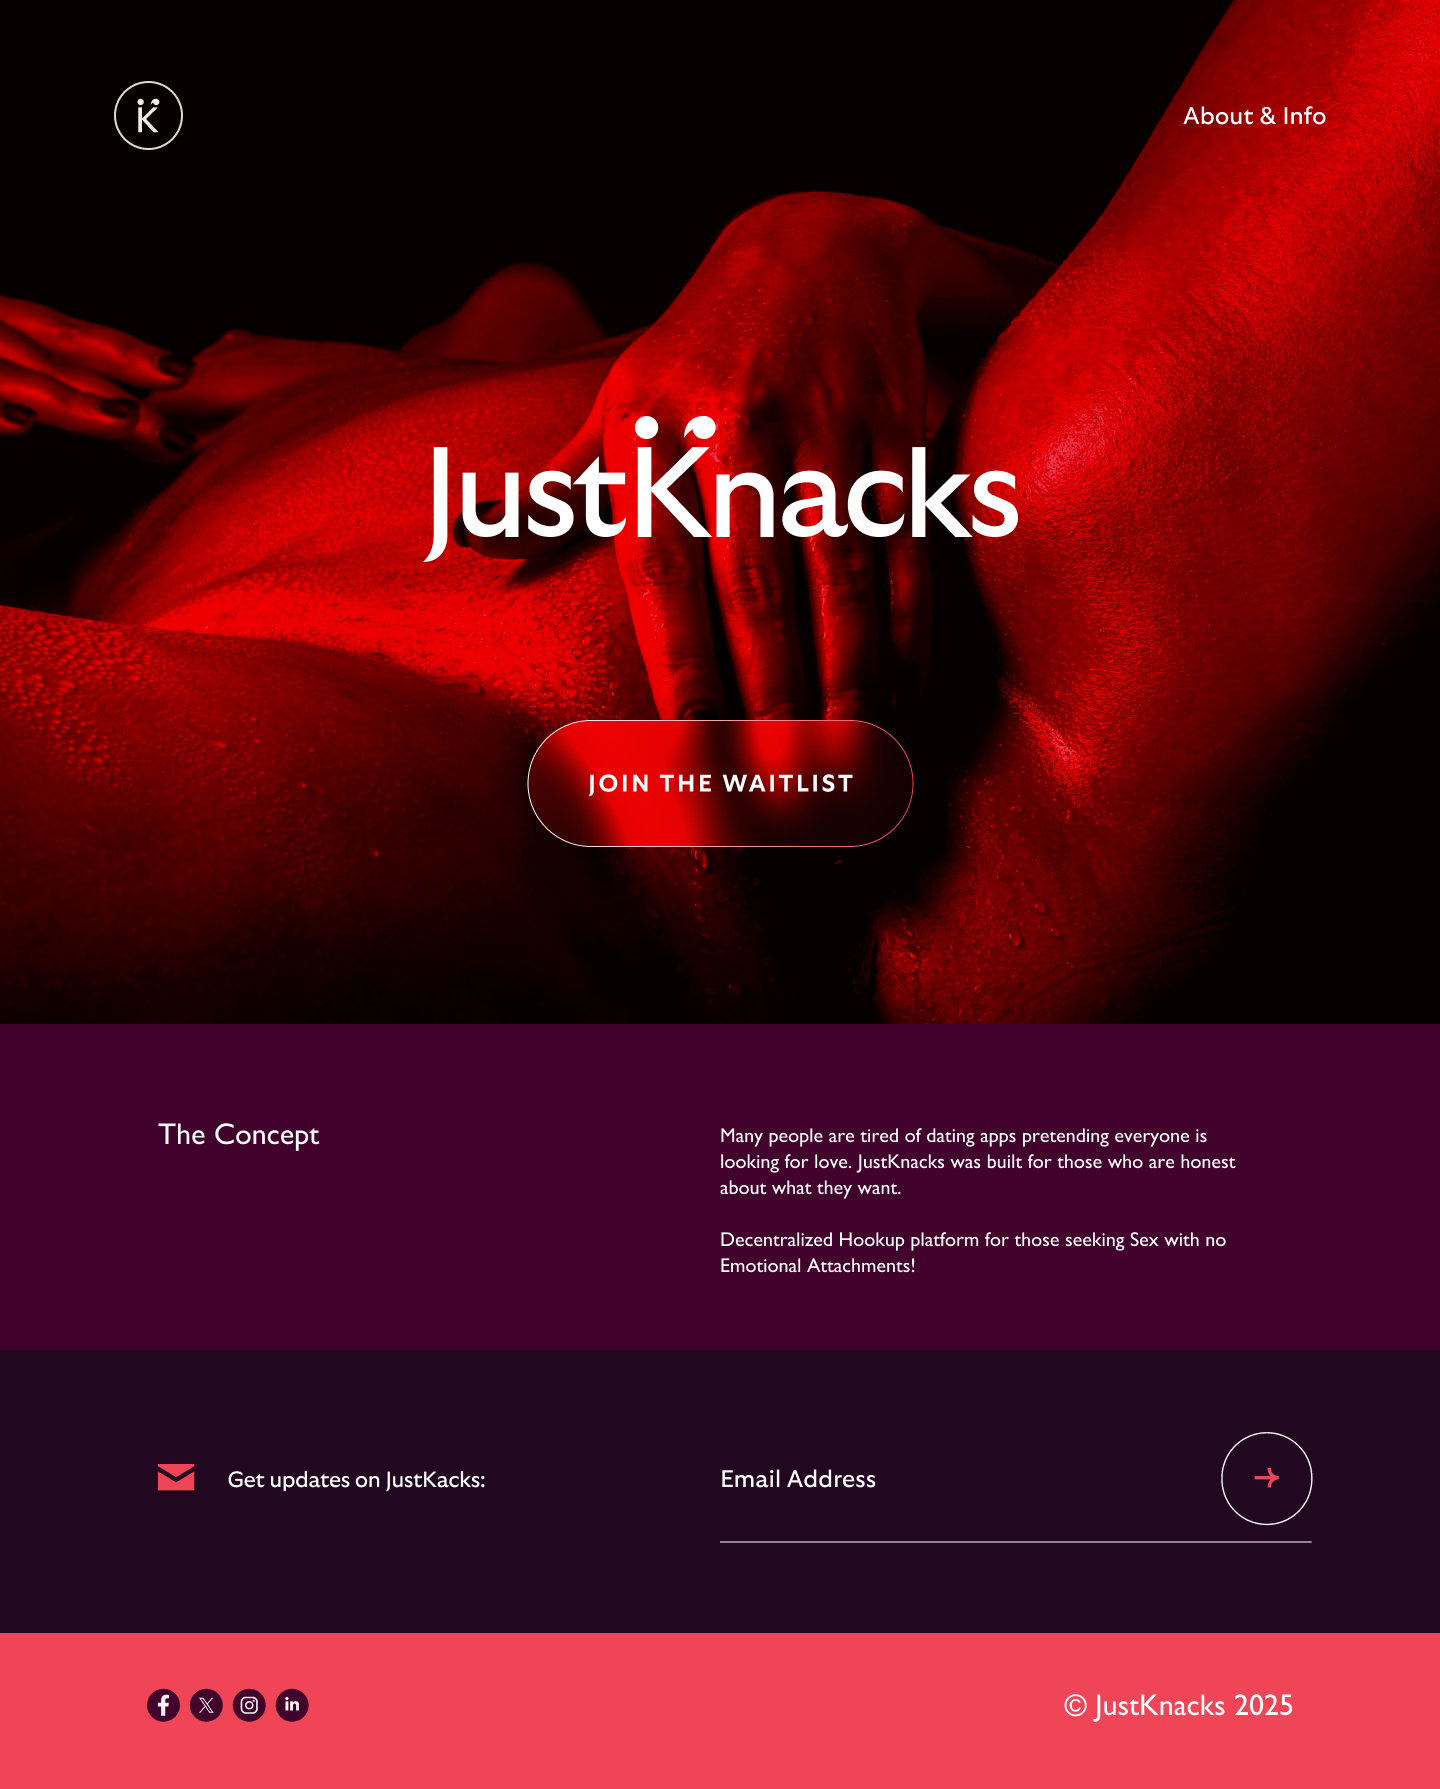 K
About & Info
JustKnacks
JOIN THE WAITLIST
The Concept
Many people are tired of dating apps pretending everyone is
looking for love. JustKnacks was built for those who are honest
about what they want.
Decentralized Hookup platform for those seeking Sex with no
Emotional Attachments!
Get updates on JustKacks:
Email Address
f X in
© JustKnacks 2025